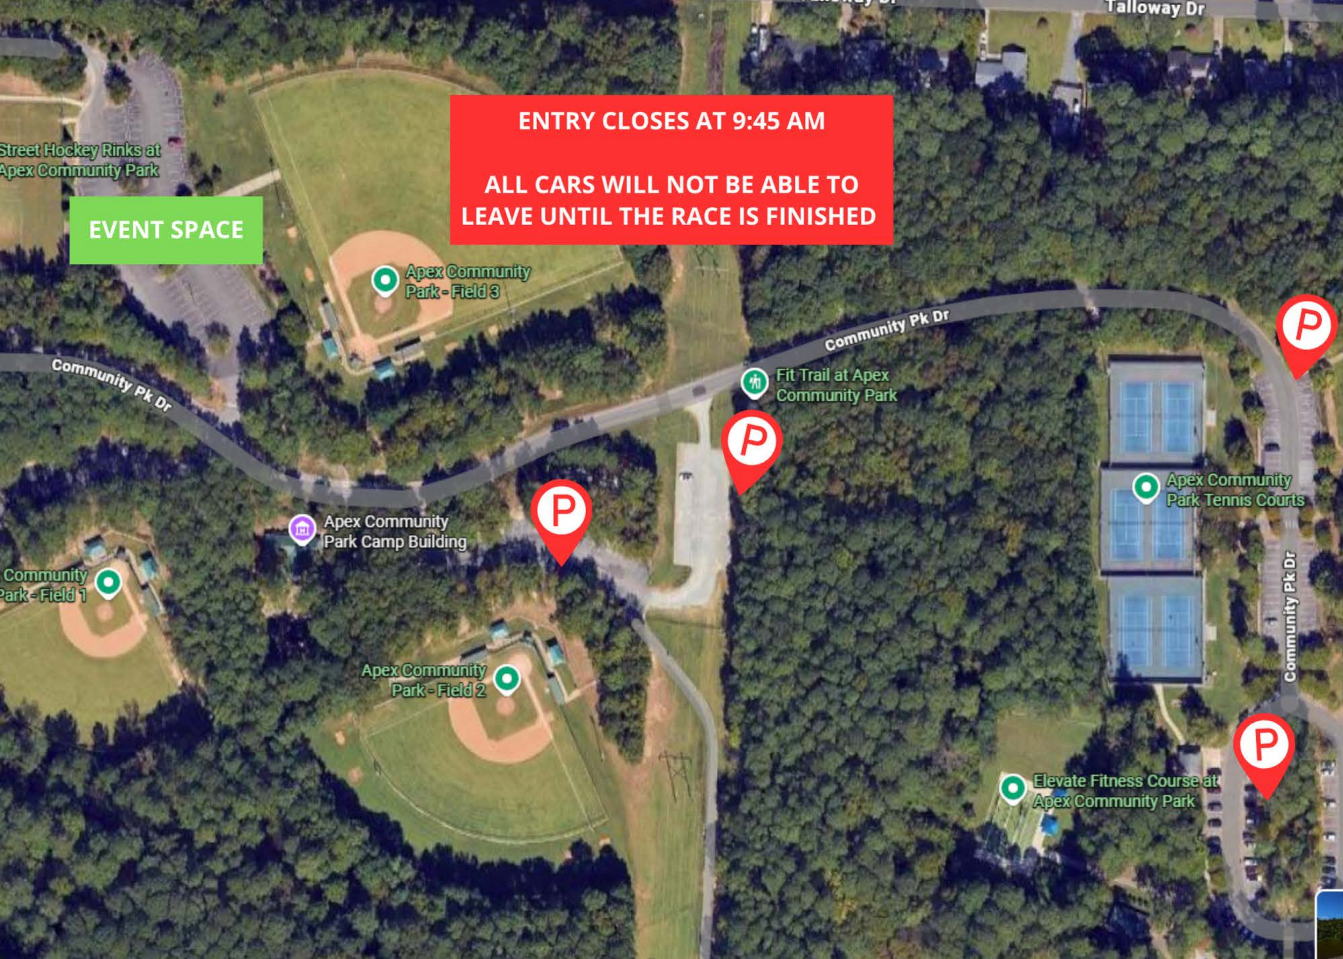 Talloway Dr
ENTRY CLOSES AT 9:45 AM
ALL CARS WILL NOT BE ABLE TO
LEAVE UNTIL THE RACE IS FINISHED
Street Hockey Rinks at
Apex Community Park
EVENT SPACE
Apex Community
Park - Field 3
Community Pk Dr
P
Community Pk Dr
Fit Trail at Apex
Community Park
P
P
Apex Community
Park Tennis Courts
Apex Community
Park Camp Building
Community
Park - Field 1
Community Pk Dr
Apex Community
Park - Field 2
P
Elevate Fitness Course at
Apex Community Park